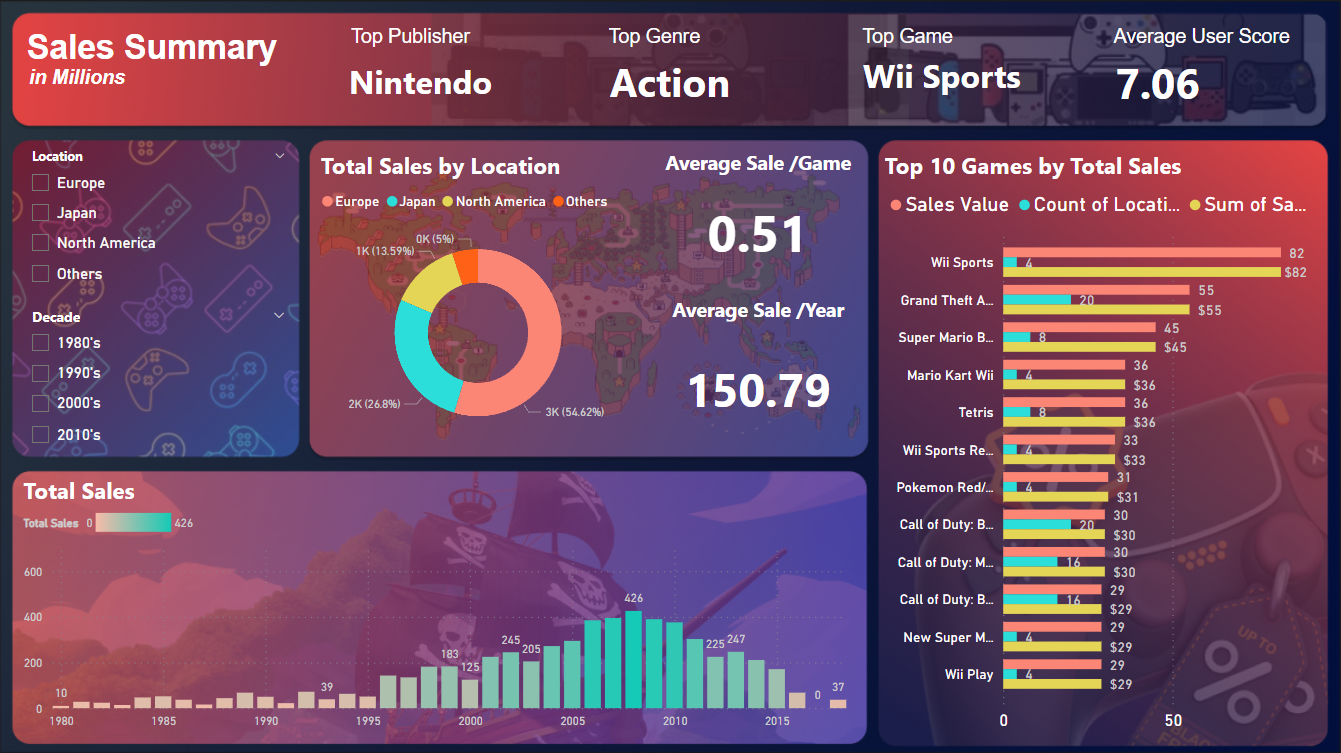 Sales Summary
in Millions
Top Publisher
Nintendo
Top Genre
Action
Top Game
Wii Sports
Average User Score
7.06
Location
Europe
Japan
North America
Others
Decade
1980's
1990's
2000's
2010's
Total Sales by Location
Europe Japan North America Others
0K (5%)
1K (13.59%)
2K (26.8%)
3K (54.62%)
Average Sale /Game
0.51
Average Sale /Year
150.79
Top 10 Games by Total Sales
Sales Value Count of Locati... Sum of Sa...
Wii Sports 82 4 $82
Grand Theft A... 55 20 $55
Super Mario B... 45 8 $45
Mario Kart Wii 36 4 $36
Tetris 36 8 $36
Wii Sports Re... 33 4 $33
Pokemon Red/... 31 4 $31
Call of Duty: B... 30 20 $30
Call of Duty: M... 30 16 $30
Call of Duty: B... 29 16 $29
New Super M... 29 4 $29
Wii Play 29 4 $29
0 50
UP TO
%
Total Sales
Total Sales 0 426
600
400
200
0
10 39 183 125 245 205 426 225 247 0 37
1980 1985 1990 1995 2000 2005 2010 2015